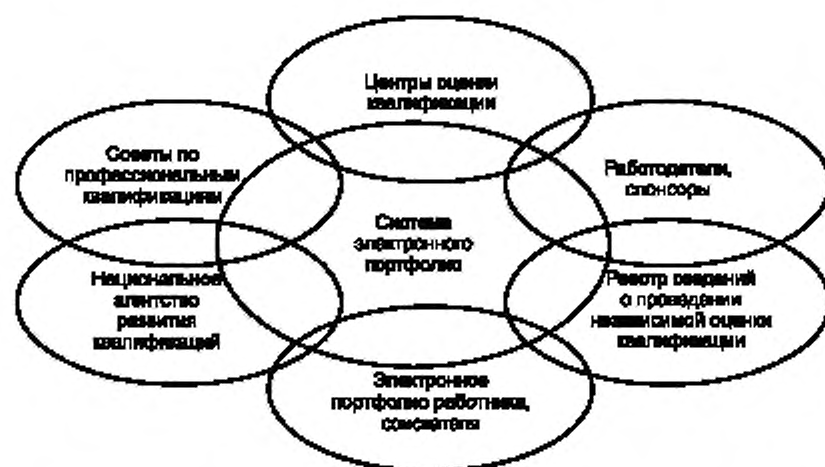 Центры оценки
квалификации
Советы по
профессиональным
квалификациям
Работодатели,
спонсоры
Система
электронного
портфолио
Национальное
агентство
развития
квалификаций
Реестр сведений
о проведении
независимой оценки
квалификации
Электронное
портфолио работника,
соискателя